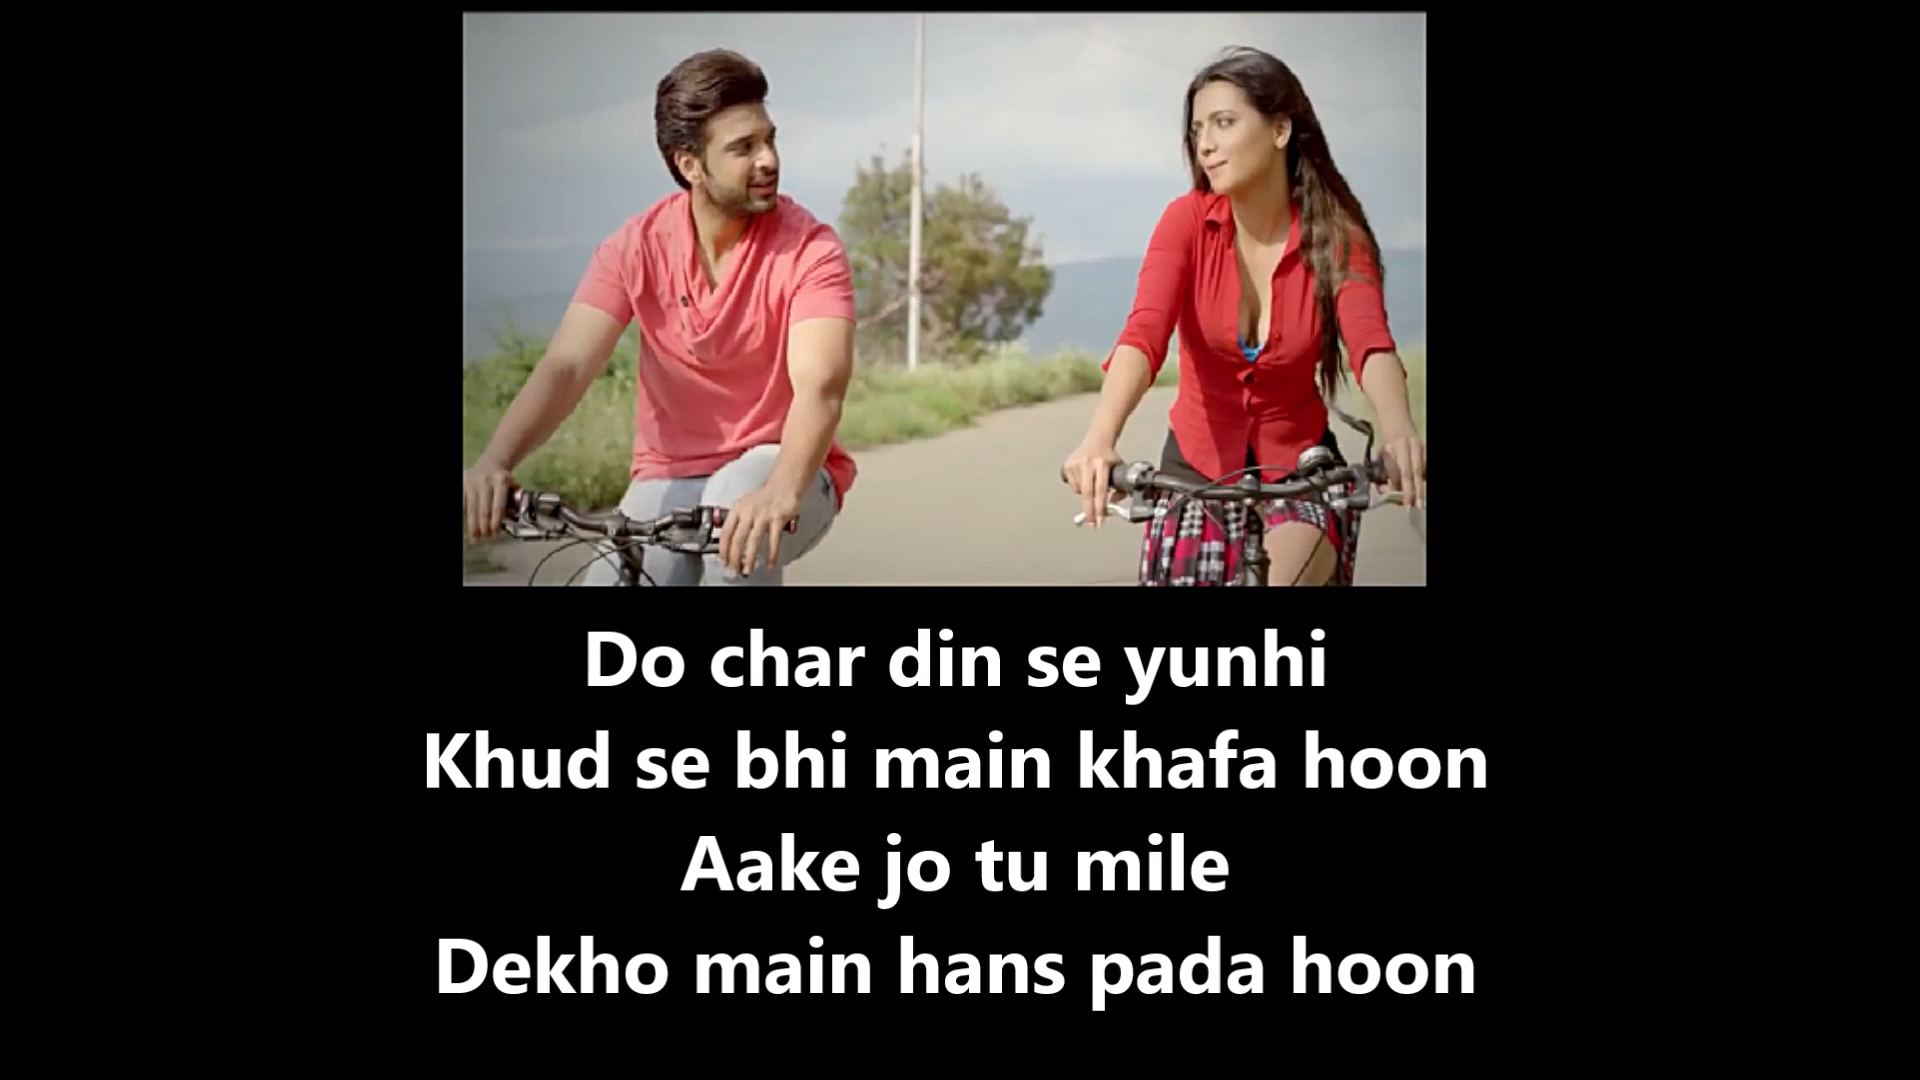 Do char din se yunhi
Khud se bhi main khafa hoon
Aake jo tu mile
Dekho main hans pada hoon